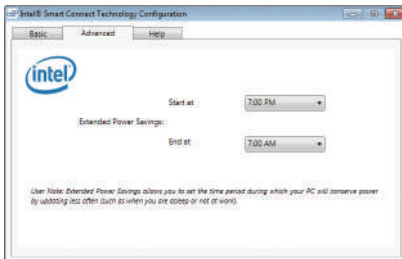 Intel® Smart Connect Technology Configuration
Basic
Advanced
Help
intel
Start at
7:00 PM
Extended Power Savings:
End at
7:00 AM
User Note: Extended Power Savings allows you to set the time period during which your PC will conserve power
by updating less often (such as when you are asleep or not at work).